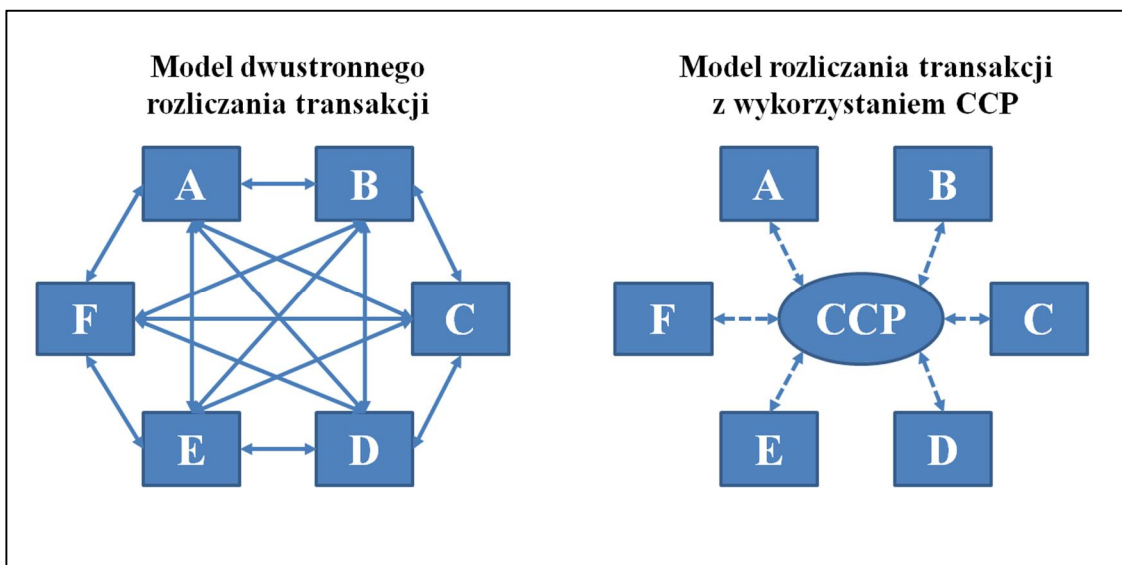 Model dwustronnego
rozliczania transakcji
A
B
F
C
E
D
Model rozliczania transakcji
z wykorzystaniem CCP
A
B
F
CCP
C
E
D